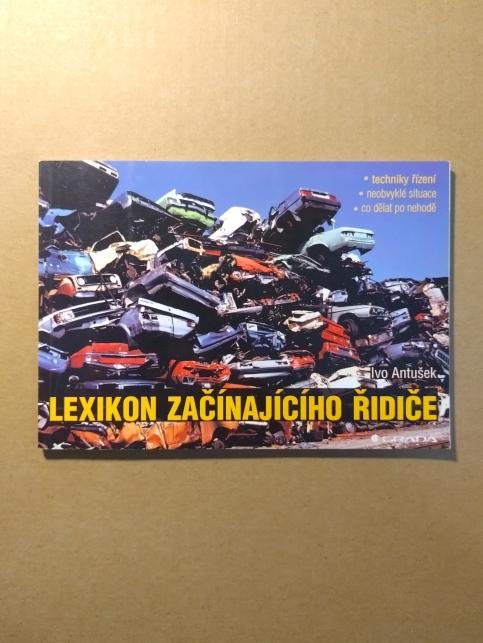 • techniky řízení
• neobvyklé situace
• co dělat po nehodě
Ivo Antušek
LEXIKON ZAČÍNAJÍCÍHO ŘIDIČE
GRADA